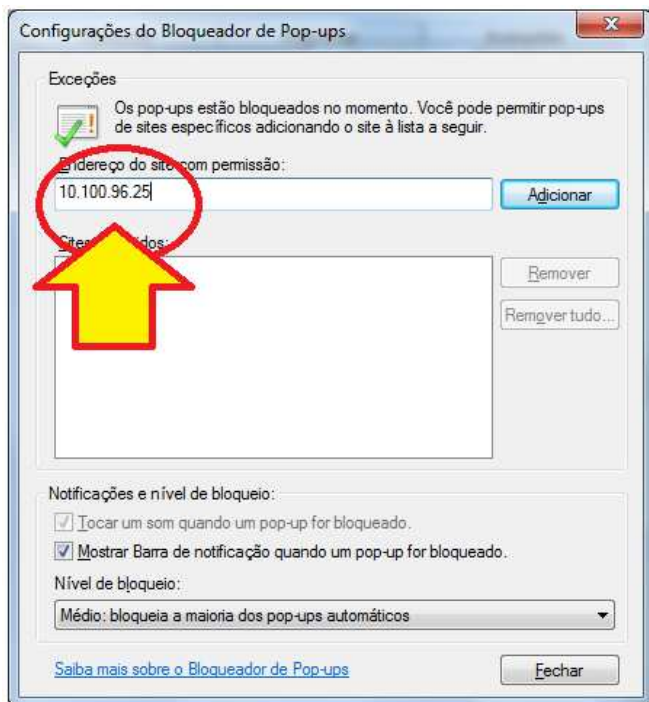 Configurações do Bloqueador de Pop-ups
Exceções
Os pop-ups estão bloqueados no momento. Você pode permitir pop-ups
de sites específicos adicionando o site à lista a seguir.
Endereço do site com permissão:
10.100.96.25
Adicionar
Remover
Remover tudo...
Notificações e nível de bloqueio:
Tocar um som quando um pop-up for bloqueado.
Mostrar Barra de notificação quando um pop-up for bloqueado.
Nível de bloqueio:
Médio: bloqueia a maioria dos pop-ups automáticos
Saiba mais sobre o Bloqueador de Pop-ups
Fechar